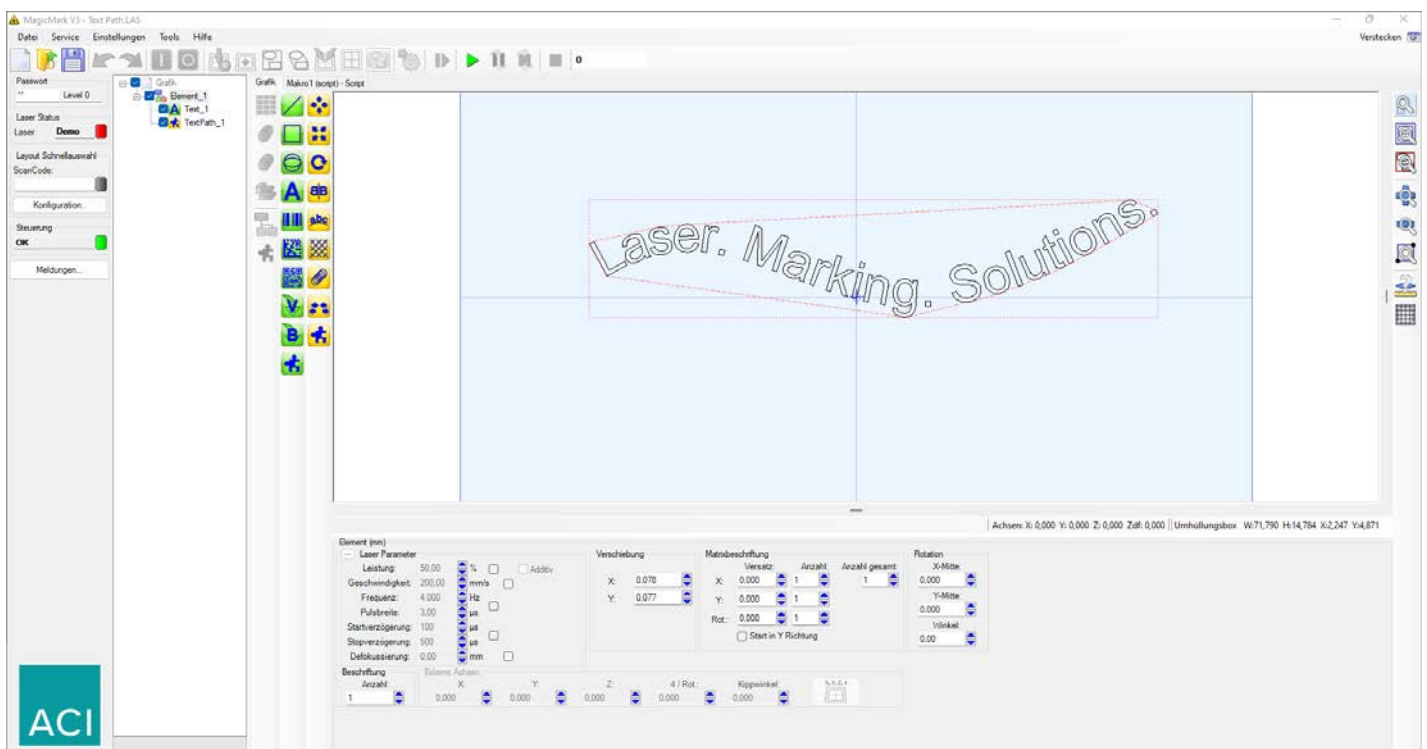 MagicMark V3 - Text Path.LAS
Datei Service Einstellungen Tools Hilfe
Verstecken
0
Passwort
** Level 0
Laser Status
Laser Demo
Layout Schnellauswahl
ScanCode:
Konfiguration...
Steuerung
OK
Meldungen...
Grafik
Element_1
Text_1
TextPath_1
Grafik Makro1 (script) - Script
Laser. Marking. Solutions.
Achsen: X: 0,000 Y: 0,000 Z: 0,000 Zdf: 0,000 Umhüllungsbox W:71,790 H:14,784 X:2,247 Y:4,871
Element (mm)
Laser Parameter
Leistung: 50.00 % Additiv
Geschwindigkeit: 200.00 mm/s
Frequenz: 4.000 Hz
Pulsbreite: 3.00 µs
Startverzögerung: 100 µs
Stopverzögerung: 500 µs
Defokussierung: 0.00 mm
Verschiebung
X: 0.078
Y: 0.077
Matrixbeschriftung
Versatz: Anzahl: Anzahl gesamt:
X: 0.000 1 1
Y: 0.000 1
Rot.: 0.000 1
Start in Y Richtung
Rotation
X-Mitte:
0.000
Y-Mitte:
0.000
Winkel:
0.00
Beschriftung
Anzahl:
1
Externe Achsen
X: Y: Z: 4 / Rot.: Kippwinkel:
0.000 0.000 0.000 0.000 0.000
ACI